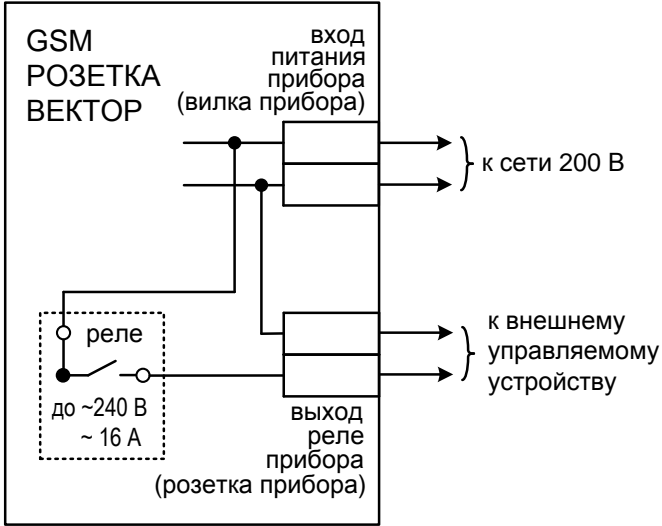 GSM
РОЗЕТКА
ВЕКТОР
вход
питания
прибора
(вилка прибора)
к сети 200 В
реле
до ~240 В
~ 16 А
к внешнему
управляемому
устройству
выход
реле
прибора
(розетка прибора)